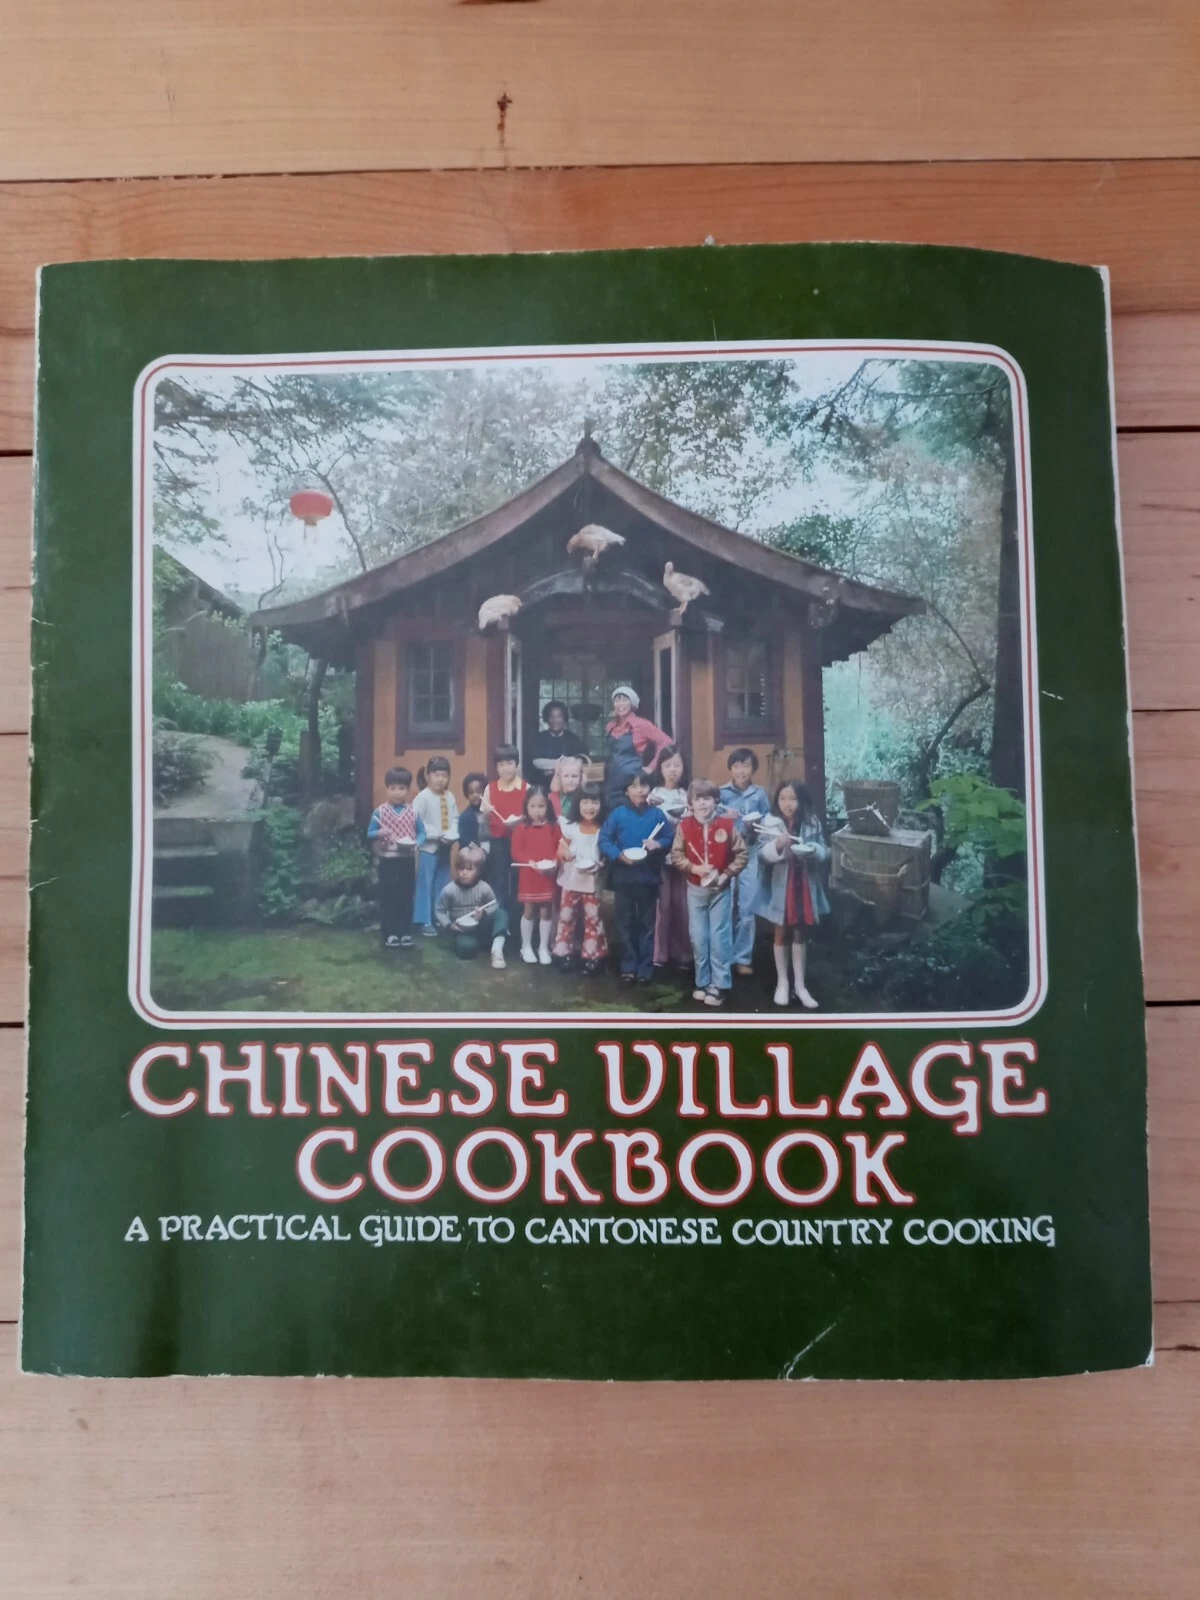 CHINESE VILLAGE
COOKBOOK
A PRACTICAL GUIDE TO CANTONESE COUNTRY COOKING